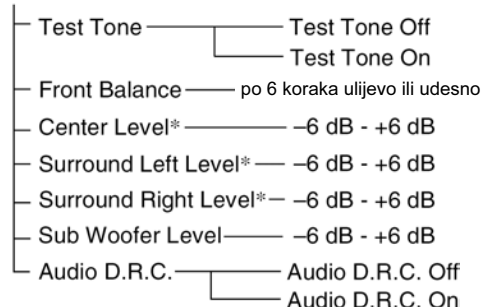 Test Tone Test Tone Off
Test Tone On
Front Balance po 6 koraka ulijevo ili udesno
Center Level* –6 dB - +6 dB
Surround Left Level* –6 dB - +6 dB
Surround Right Level* –6 dB - +6 dB
Sub Woofer Level –6 dB - +6 dB
Audio D.R.C. Audio D.R.C. Off
Audio D.R.C. On